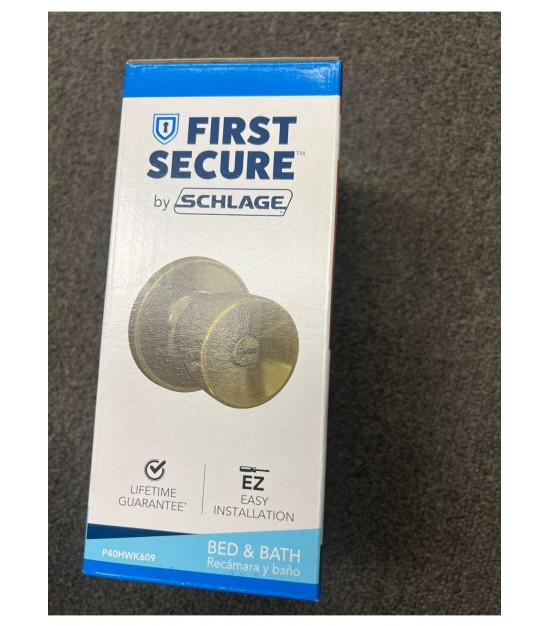 FIRST
SECURE™
by SCHLAGE
LIFETIME
GUARANTEE*
EZ
EASY
INSTALLATION
P40HWK609
BED & BATH
Recámara y baño